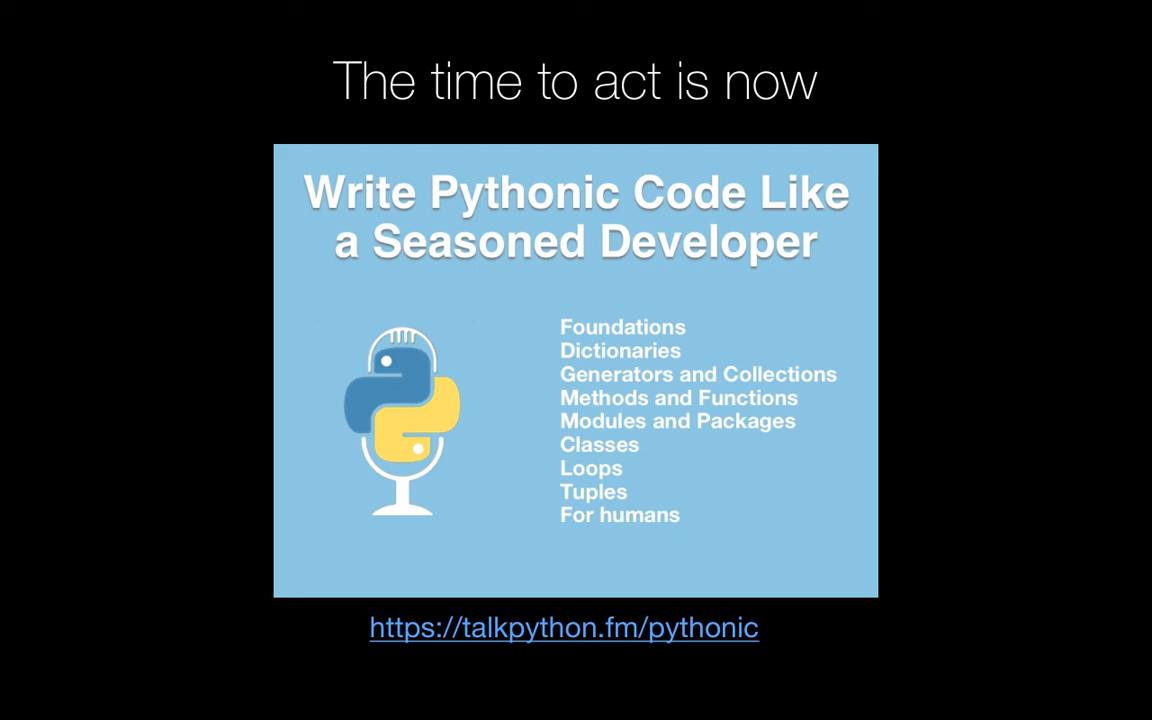 The time to act is now
Write Pythonic Code Like
a Seasoned Developer
Foundations
Dictionaries
Generators and Collections
Methods and Functions
Modules and Packages
Classes
Loops
Tuples
For humans
https://talkpython.fm/pythonic